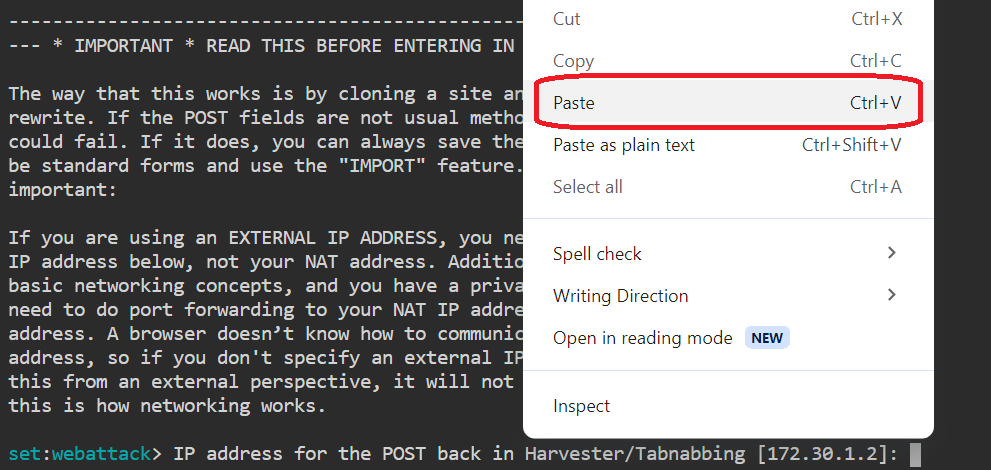 --------------------------------------------
--- * IMPORTANT * READ THIS BEFORE ENTERING IN
The way that this works is by cloning a site an
rewrite. If the POST fields are not usual metho
could fail. If it does, you can always save the
be standard forms and use the "IMPORT" feature.
important:
If you are using an EXTERNAL IP ADDRESS, you ne
IP address below, not your NAT address. Additio
basic networking concepts, and you have a priva
need to do port forwarding to your NAT IP addre
address. A browser doesn’t know how to communic
address, so if you don't specify an external IP
this from an external perspective, it will not
this is how networking works.
set:webattack> IP address for the POST back in Harvester/Tabnabbing [172.30.1.2]:
Cut Ctrl+X
Copy Ctrl+C
Paste Ctrl+V
Paste as plain text Ctrl+Shift+V
Select all Ctrl+A
Spell check
Writing Direction
Open in reading mode NEW
Inspect